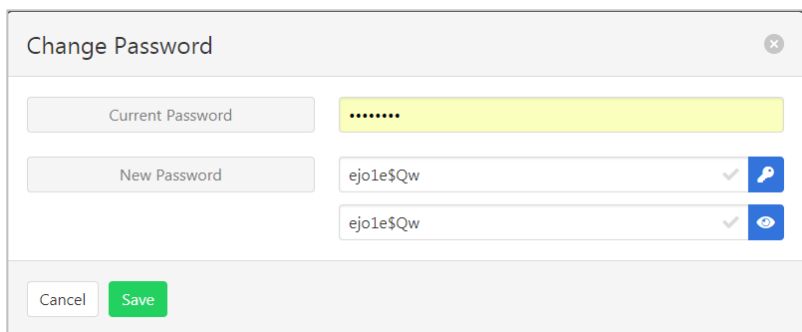 Change Password
Current Password
••••••••
New Password
ejo1e$Qw
ejo1e$Qw
Cancel
Save